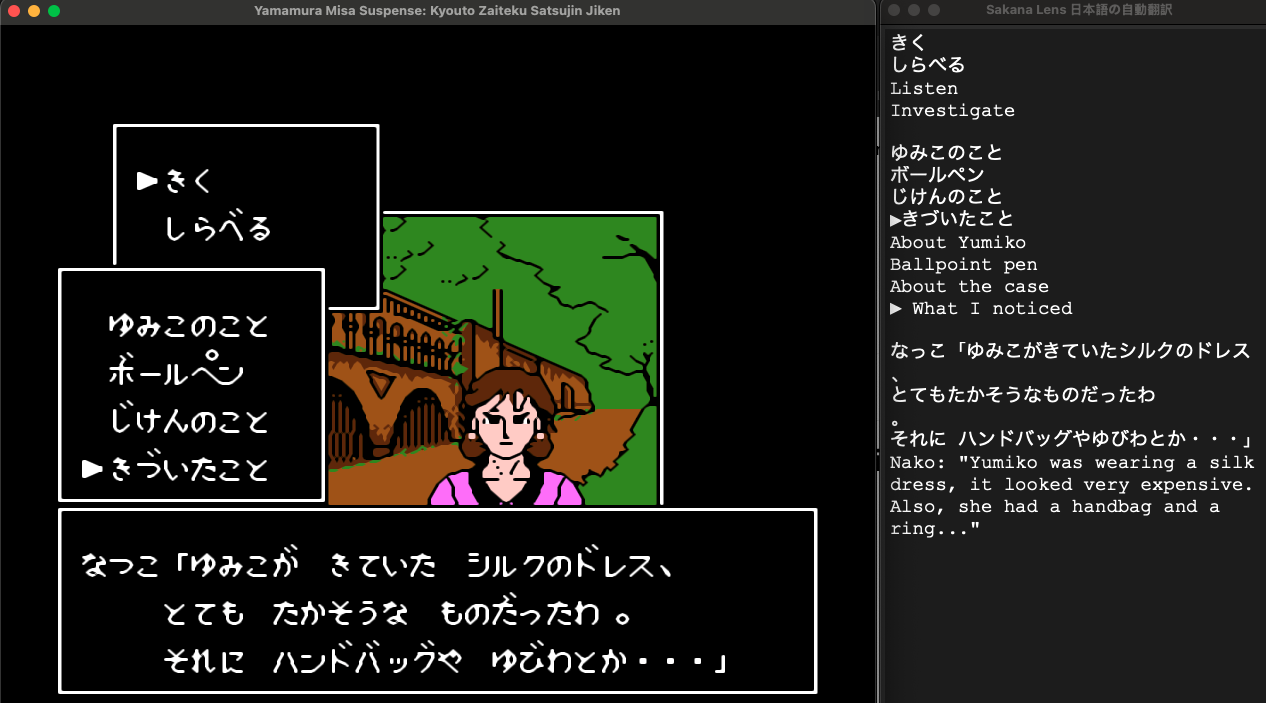 Yamamura Misa Suspense: Kyouto Zaiteku Satsujin Jiken
▶きく
しらべる
ゆみこのこと
ボールペン
じけんのこと
▶きづいたこと
なつこ「ゆみこが きていた シルクのドレス、
とても たかそうな ものだったわ 。
それに ハンドバッグや ゆびわとか・・・」
Sakana Lens 日本語の自動翻訳
きく
しらべる
Listen
Investigate
ゆみこのこと
ボールペン
じけんのこと
▶きづいたこと
About Yumiko
Ballpoint pen
About the case
▶ What I noticed
なっこ「ゆみこがきていたシルクのドレス
、
とてもたかそうなものだったわ
。
それに ハンドバッグやゆびわとか・・・」
Nako: "Yumiko was wearing a silk
dress, it looked very expensive.
Also, she had a handbag and a
ring..."